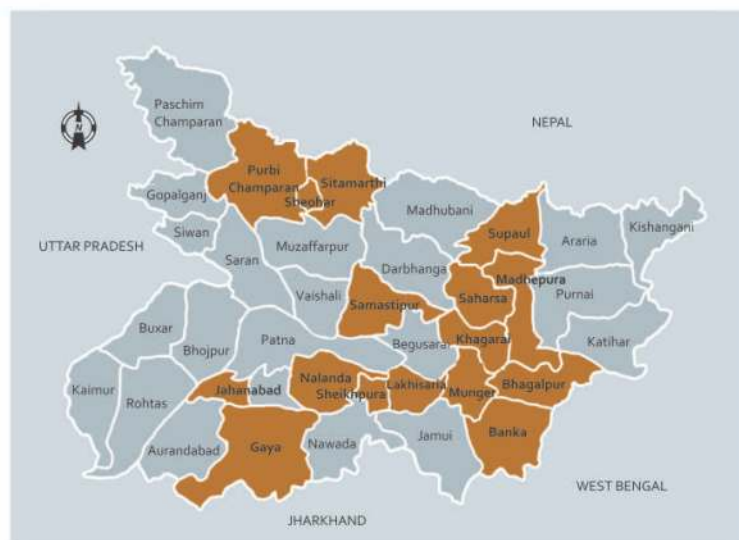 Paschim
Champaran
NEPAL
N
Purbi
Champaran
Sitamarthi
Sheohar
Gopalganj
Madhubani
Kishangani
Supaul
Araria
Siwan
UTTAR PRADESH
Muzaffarpur
Saran
Darbhanga
Madhepura
Vaishali
Samastipur
Saharsa
Purnai
Buxar
Patna
Begusarai
Khagarai
Katihar
Bhojpur
Kaimur
Rohtas
Jahanabad
Nalanda
Sheikhpura
Lakhisaria
Munger
Bhagalpur
Aurandabad
Gaya
Nawada
Jamui
Banka
WEST BENGAL
JHARKHAND